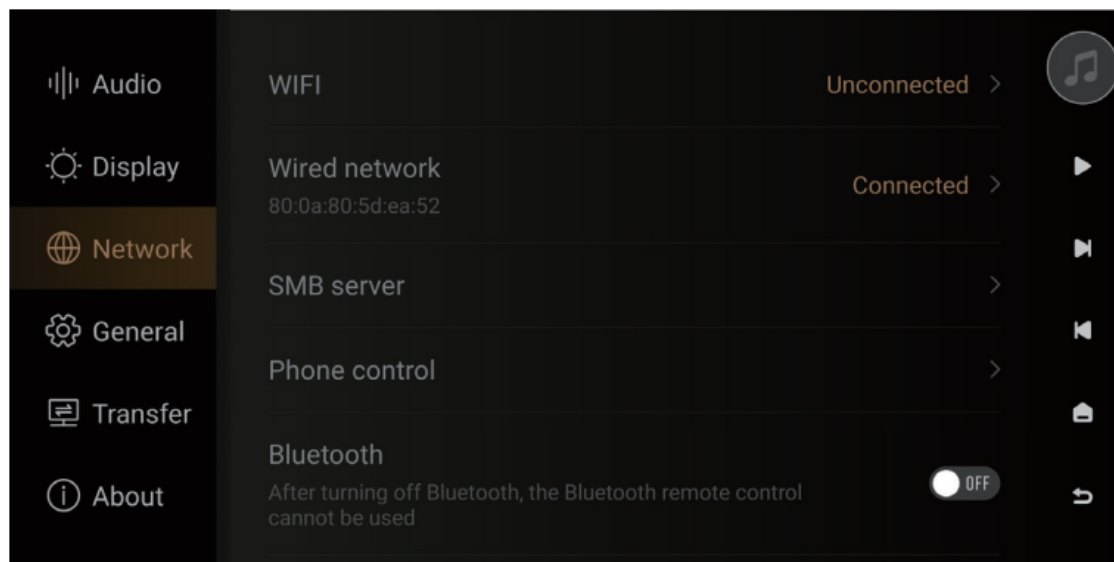 Audio
Display
Network
General
Transfer
About
WIFI
Unconnected
Wired network
80:0a:80:5d:ea:52
Connected
SMB server
Phone control
Bluetooth
After turning off Bluetooth, the Bluetooth remote control
cannot be used
OFF